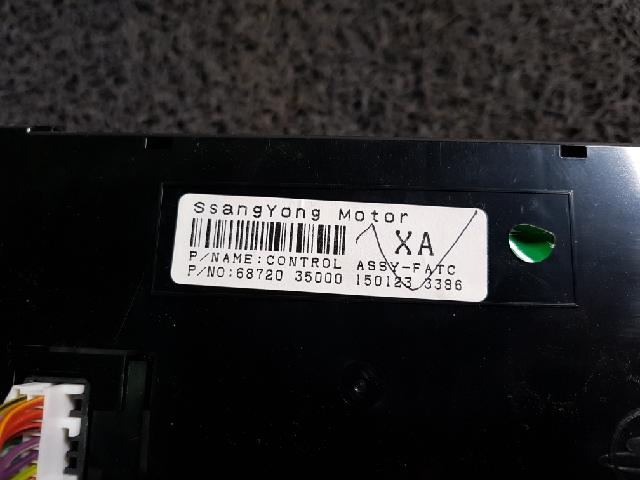 SsangYong Motor
XA
P/NAME:CONTROL ASSY-FATC
P/NO:68720 35000 150123 3386